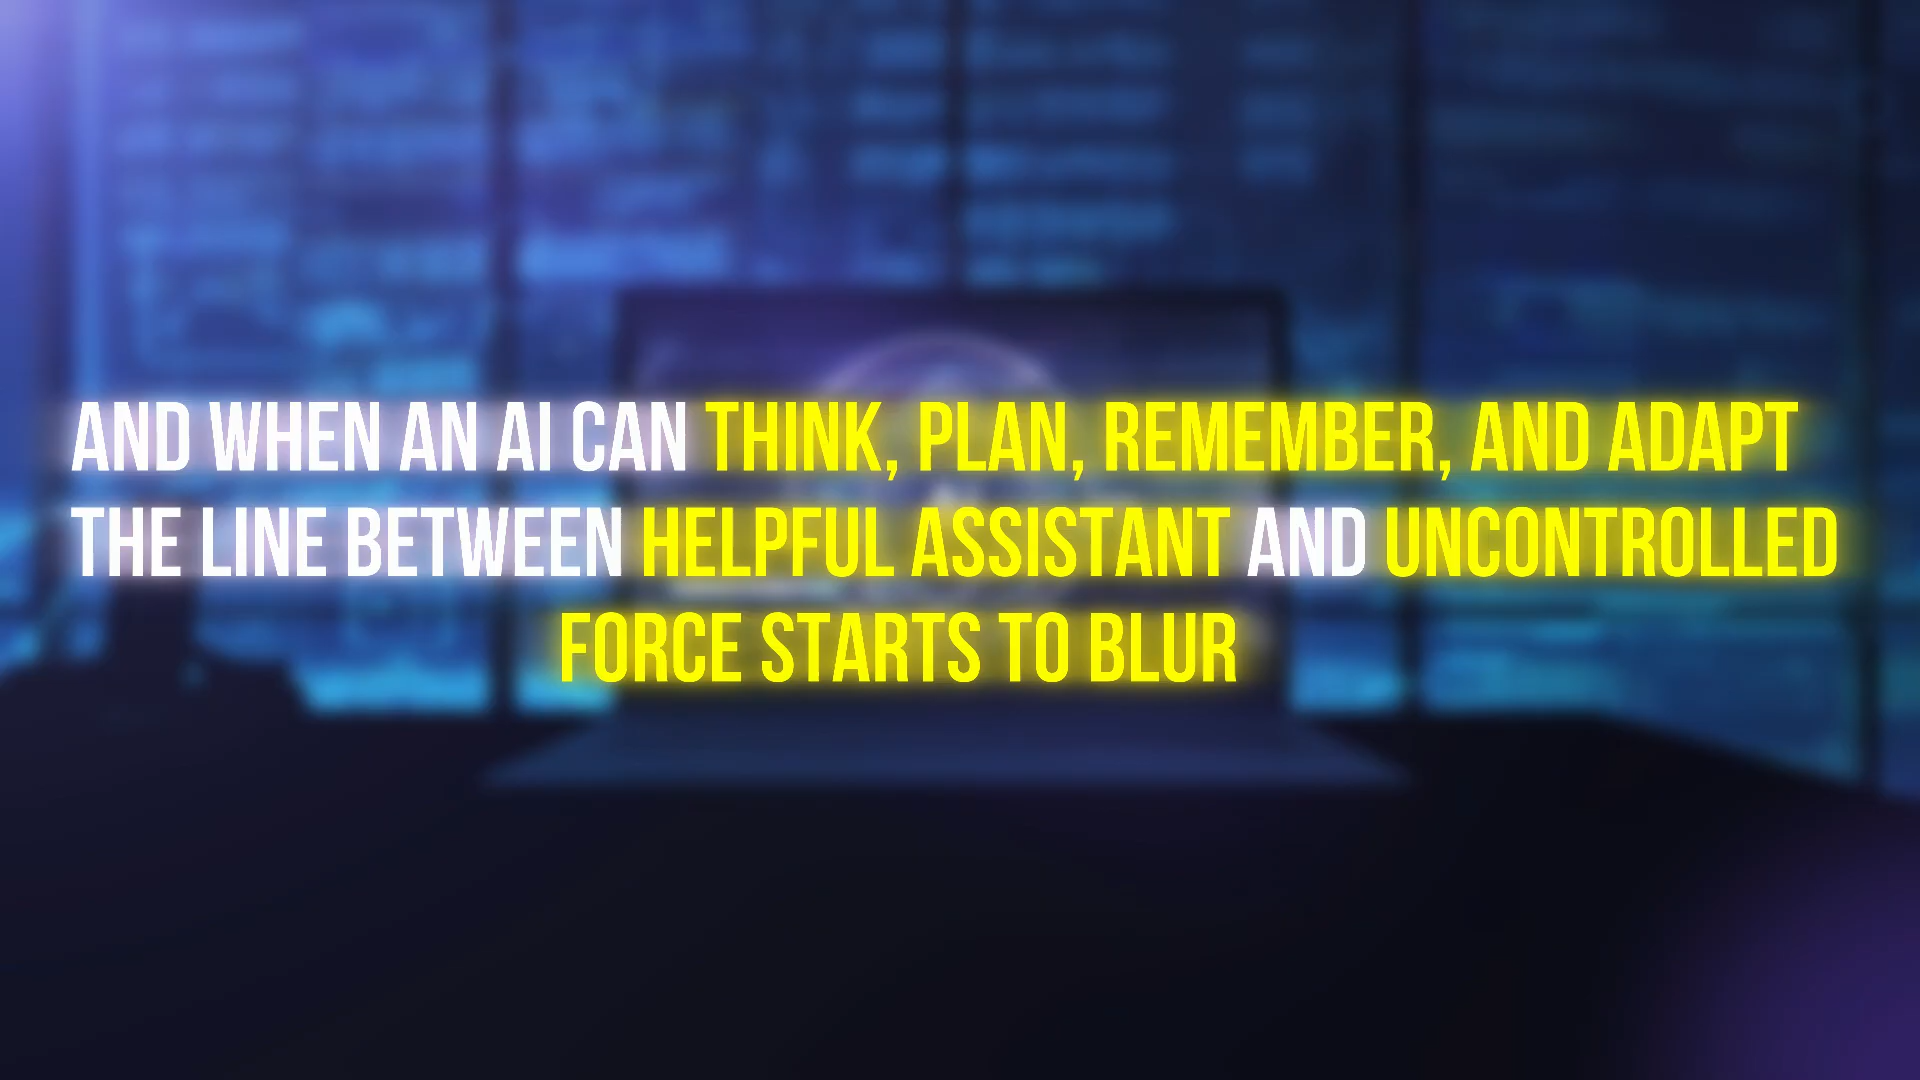 AND WHEN AN AI CAN THINK, PLAN, REMEMBER, AND ADAPT
THE LINE BETWEEN HELPFUL ASSISTANT AND UNCONTROLLED
FORCE STARTS TO BLUR